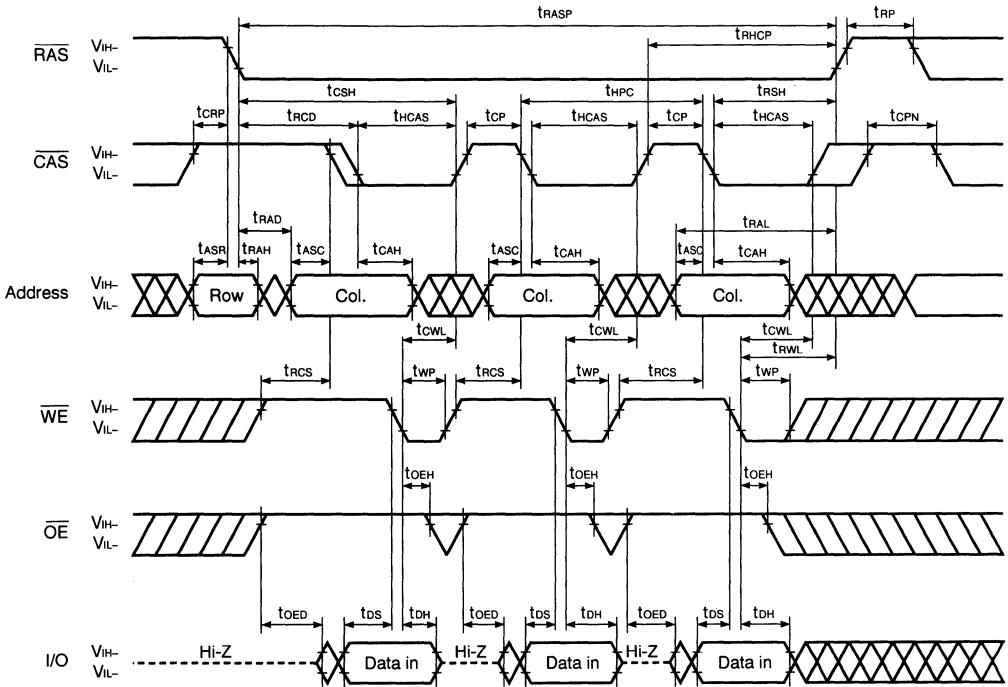 tRASP
tRHCP
tRP
RAS
VIH–
VIL–
tCSH
tHPC
tRSH
tCRP
tRCD
tHCAS
tCP
tHCAS
tCP
tHCAS
tCPN
CAS
VIH–
VIL–
tRAD
tRAL
tASR
tRAH
tASC
tCAH
tASC
tCAH
tASC
tCAH
Address
VIH–
VIL–
Row
Col.
Col.
Col.
tCWL
tCWL
tCWL
tRWL
tRCS
tWP
tRCS
tWP
tRCS
tWP
WE
VIH–
VIL–
tOEH
tOEH
tOEH
OE
VIH–
VIL–
tOED
tDS
tDH
tOED
tDS
tDH
tOED
tDS
tDH
I/O
VIH–
VIL–
Hi-Z
Data in
Hi-Z
Data in
Hi-Z
Data in